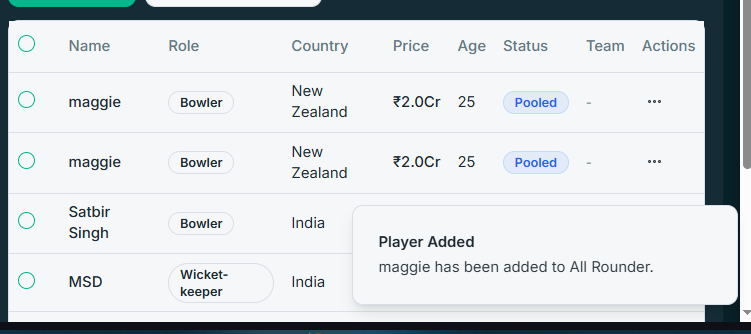 Name Role Country Price Age Status Team Actions
maggie Bowler New Zealand ₹2.0Cr 25 Pooled - ...
maggie Bowler New Zealand ₹2.0Cr 25 Pooled - ...
Satbir Singh Bowler India
MSD Wicket-keeper India
Player Added
maggie has been added to All Rounder.